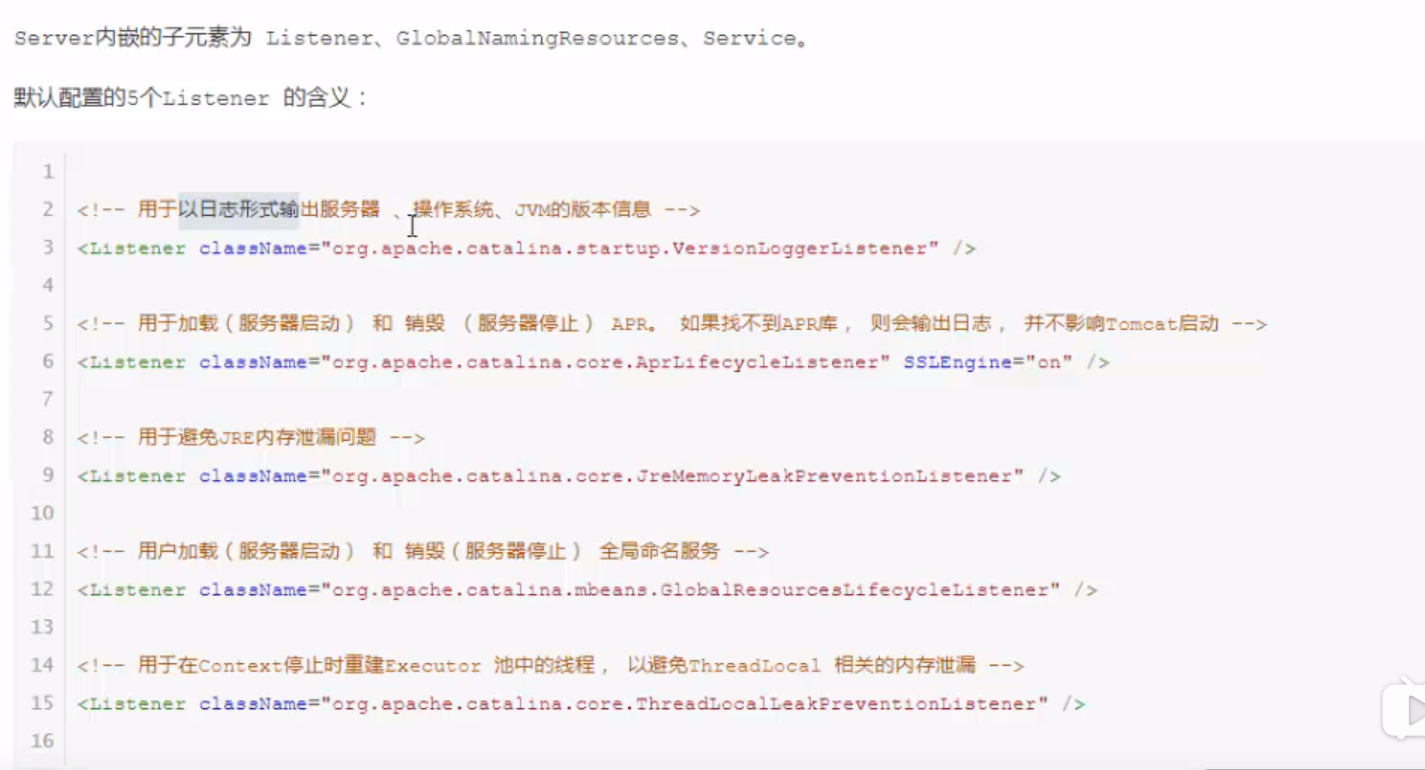 Server内嵌的子元素为 Listener、GlobalNamingResources、Service。
默认配置的5个Listener 的含义：
1
2 <!-- 用于以日志形式输出服务器 、操作系统、JVM的版本信息 -->
3 <Listener className="org.apache.catalina.startup.VersionLoggerListener" />
4
5 <!-- 用于加载（服务器启动） 和 销毁 （服务器停止） APR。 如果找不到APR库， 则会输出日志， 并不影响Tomcat启动 -->
6 <Listener className="org.apache.catalina.core.AprLifecycleListener" SSLEngine="on" />
7
8 <!-- 用于避免JRE内存泄漏问题 -->
9 <Listener className="org.apache.catalina.core.JreMemoryLeakPreventionListener" />
10
11 <!-- 用户加载（服务器启动） 和 销毁（服务器停止） 全局命名服务 -->
12 <Listener className="org.apache.catalina.mbeans.GlobalResourcesLifecycleListener" />
13
14 <!-- 用于在Context停止时重建Executor 池中的线程， 以避免ThreadLocal 相关的内存泄漏 -->
15 <Listener className="org.apache.catalina.core.ThreadLocalLeakPreventionListener" />
16